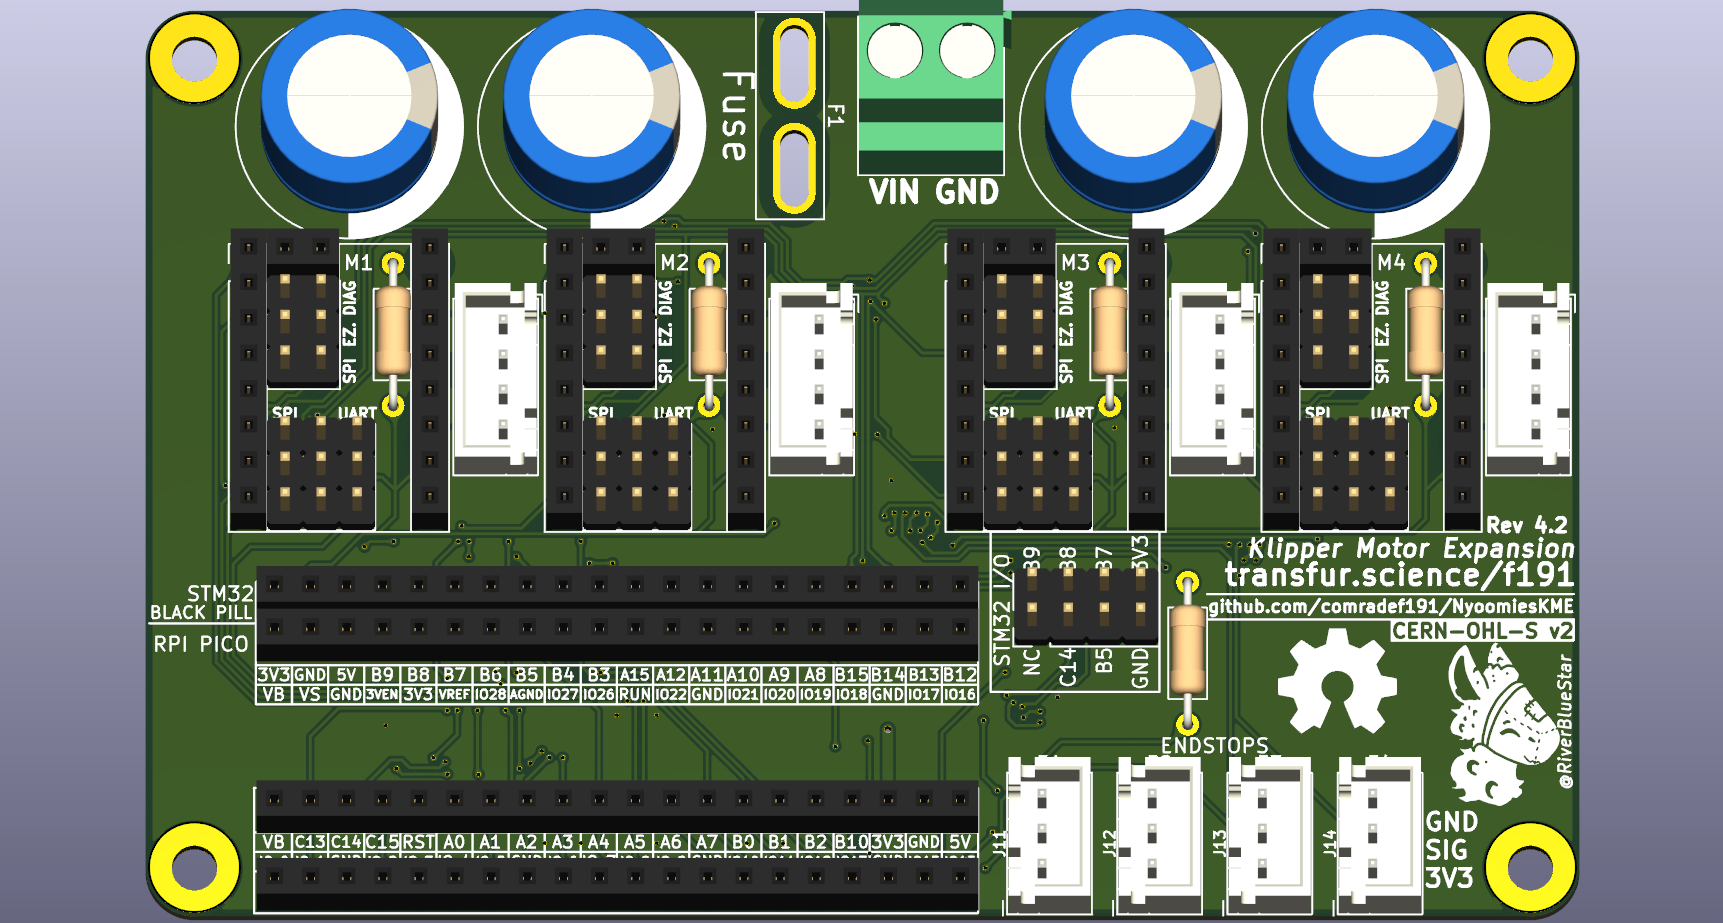 Fuse
F1
VIN GND
M1
SPI EZ. DIAG
SPI UART
M2
SPI EZ. DIAG
SPI UART
M3
SPI EZ. DIAG
SPI UART
M4
SPI EZ. DIAG
SPI UART
Rev 4.2
Klipper Motor Expansion
transfur.science/f191
github.com/comradef191/NyoomiesKME
CERN-OHL-S v2
@RiverBlueStar
STM32
BLACK PILL
RPI PICO
3V3 GND 5V B9 B8 B7 B6 B5 B4 B3 A15 A12 A11 A10 A9 A8 B15 B14 B13 B12
VB VS GND 3VEN 3V3 VREF IO28 AGND IO27 IO26 RUN IO22 GND IO21 IO20 IO19 IO18 GND IO17 IO16
STM32 I/O
B9 B8 B7 3V3
NC C14 B5 GND
ENDSTOPS
J11
J12
J13
J14
GND
SIG
3V3
VB C13 C14 C15 RST A0 A1 A2 A3 A4 A5 A6 A7 B0 B1 B2 B10 3V3 GND 5V